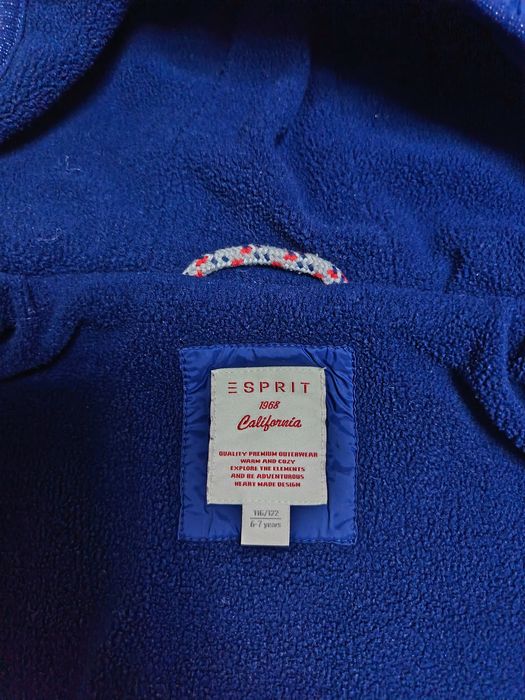 ESPRIT
1968
California
QUALITY PREMIUM OUTERWEAR
WARM AND COZY
EXPLORE THE ELEMENTS
AND BE ADVENTUROUS
HEART MADE DESIGN
116/122
6-7 years